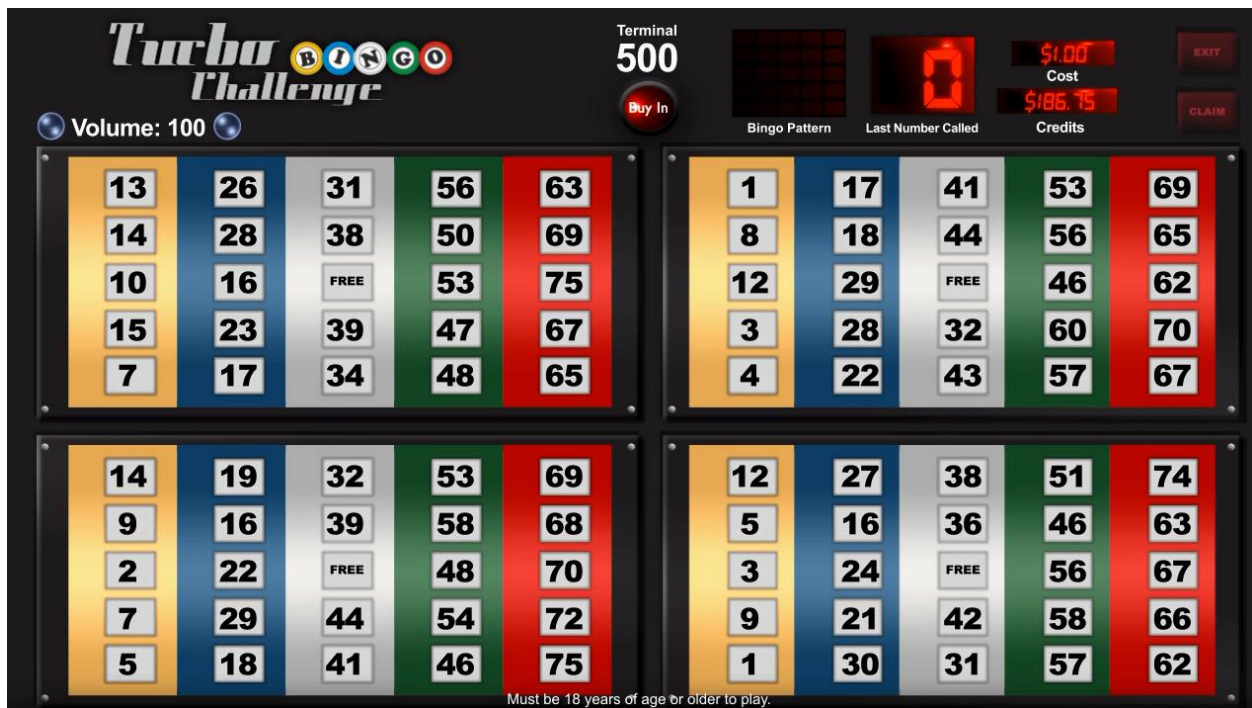 Turbo BINGO
Challenge
Volume: 100
Terminal
500
Buy In
Bingo Pattern
0
Last Number Called
$1.00
Cost
$186.75
Credits
EXIT
CLAIM
13 26 31 56 63
14 28 38 50 69
10 16 FREE 53 75
15 23 39 47 67
7 17 34 48 65
1 17 41 53 69
8 18 44 56 65
12 29 FREE 46 62
3 28 32 60 70
4 22 43 57 67
14 19 32 53 69
9 16 39 58 68
2 22 FREE 48 70
7 29 44 54 72
5 18 41 46 75
12 27 38 51 74
5 16 36 46 63
3 24 FREE 56 67
9 21 42 58 66
1 30 31 57 62
Must be 18 years of age or older to play.